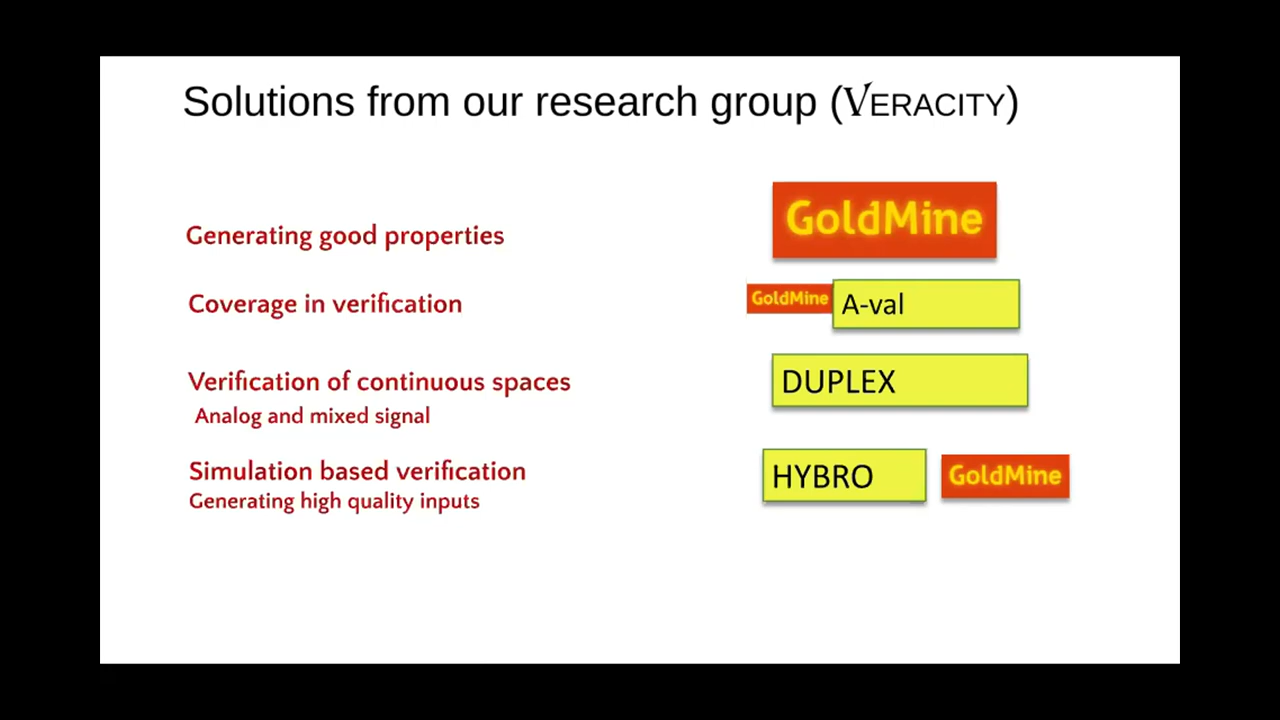 Solutions from our research group (VERACITY)
Generating good properties
GoldMine
Coverage in verification
GoldMine A-val
Verification of continuous spaces
DUPLEX
Analog and mixed signal
Simulation based verification
HYBRO GoldMine
Generating high quality inputs